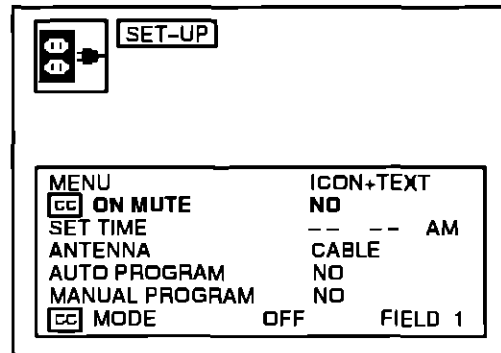 SET-UP
MENU ICON+TEXT
CC ON MUTE NO
SET TIME -- -- AM
ANTENNA CABLE
AUTO PROGRAM NO
MANUAL PROGRAM NO
CC MODE OFF FIELD 1